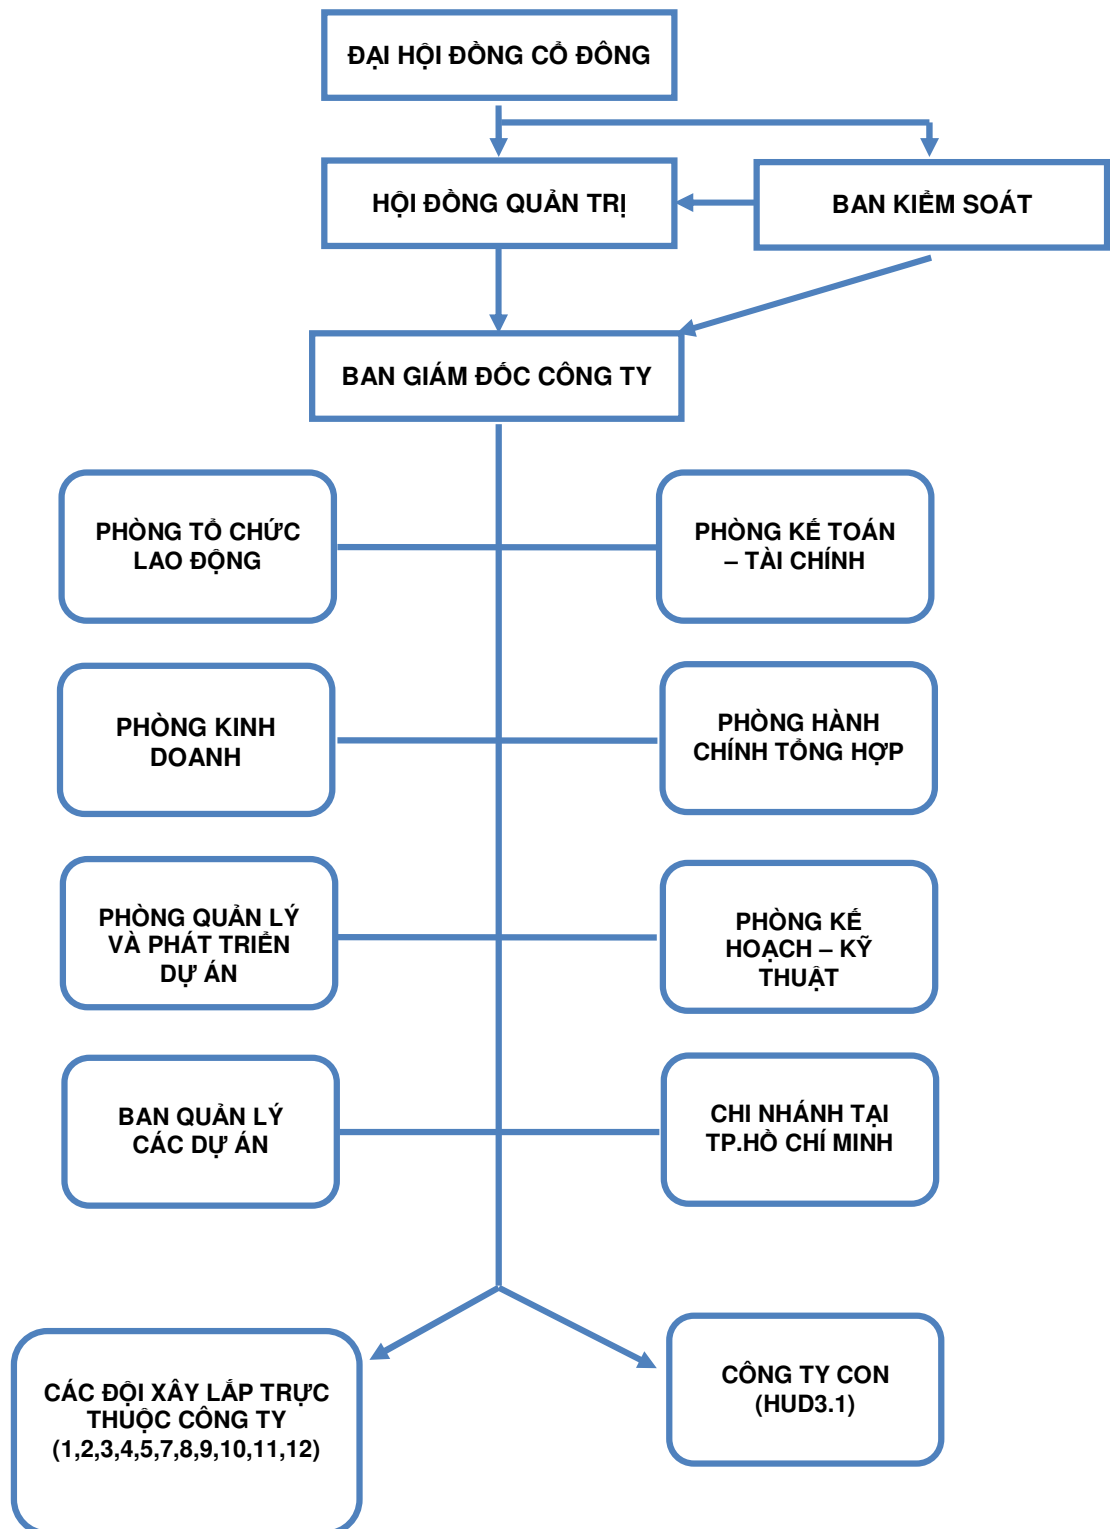 ĐẠI HỘI ĐỒNG CỔ ĐÔNG
HỘI ĐỒNG QUẢN TRỊ
BAN KIỂM SOÁT
BAN GIÁM ĐỐC CÔNG TY
PHÒNG TỔ CHỨC
LAO ĐỘNG
PHÒNG KẾ TOÁN
– TÀI CHÍNH
PHÒNG KINH
DOANH
PHÒNG HÀNH
CHÍNH TỔNG HỢP
PHÒNG QUẢN LÝ
VÀ PHÁT TRIỂN
DỰ ÁN
PHÒNG KẾ
HOẠCH – KỸ
THUẬT
BAN QUẢN LÝ
CÁC DỰ ÁN
CHI NHÁNH TẠI
TP.HỒ CHÍ MINH
CÁC ĐỘI XÂY LẮP TRỰC
THUỘC CÔNG TY
(1,2,3,4,5,7,8,9,10,11,12)
CÔNG TY CON
(HUD3.1)